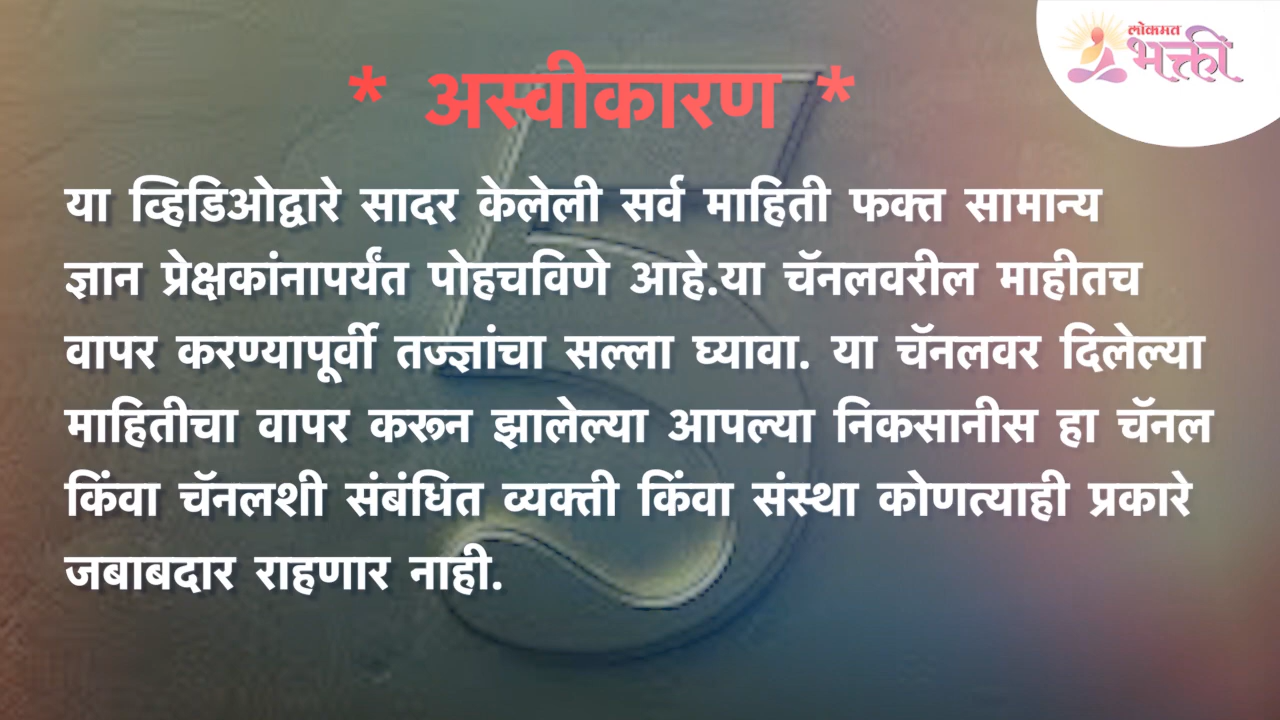 लोकमत
भक्ती
* अस्वीकारण *
या व्हिडिओद्वारे सादर केलेली सर्व माहिती फक्त सामान्य
ज्ञान प्रेक्षकांनापर्यंत पोहचविणे आहे.या चॅनलवरील माहीतच
वापर करण्यापूर्वी तज्ज्ञांचा सल्ला घ्यावा. या चॅनलवर दिलेल्या
माहितीचा वापर करून झालेल्या आपल्या निकसानीस हा चॅनल
किंवा चॅनलशी संबंधित व्यक्ती किंवा संस्था कोणत्याही प्रकारे
जबाबदार राहणार नाही.
5